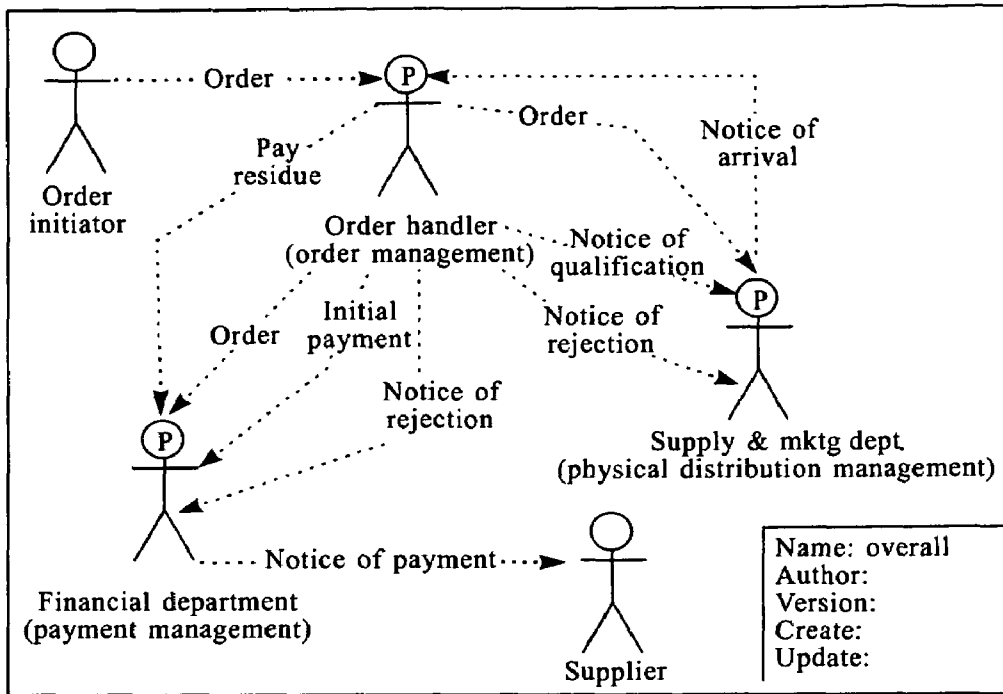 Order
P
Order
Notice of
arrival
Pay
residue
Order
initiator
Order handler
(order management)
Notice of
qualification
P
Initial
payment
Order
Notice of
rejection
Notice of
rejection
P
Supply & mktg dept.
(physical distribution management)
Notice of payment
Financial department
(payment management)
Supplier
Name: overall
Author:
Version:
Create:
Update: